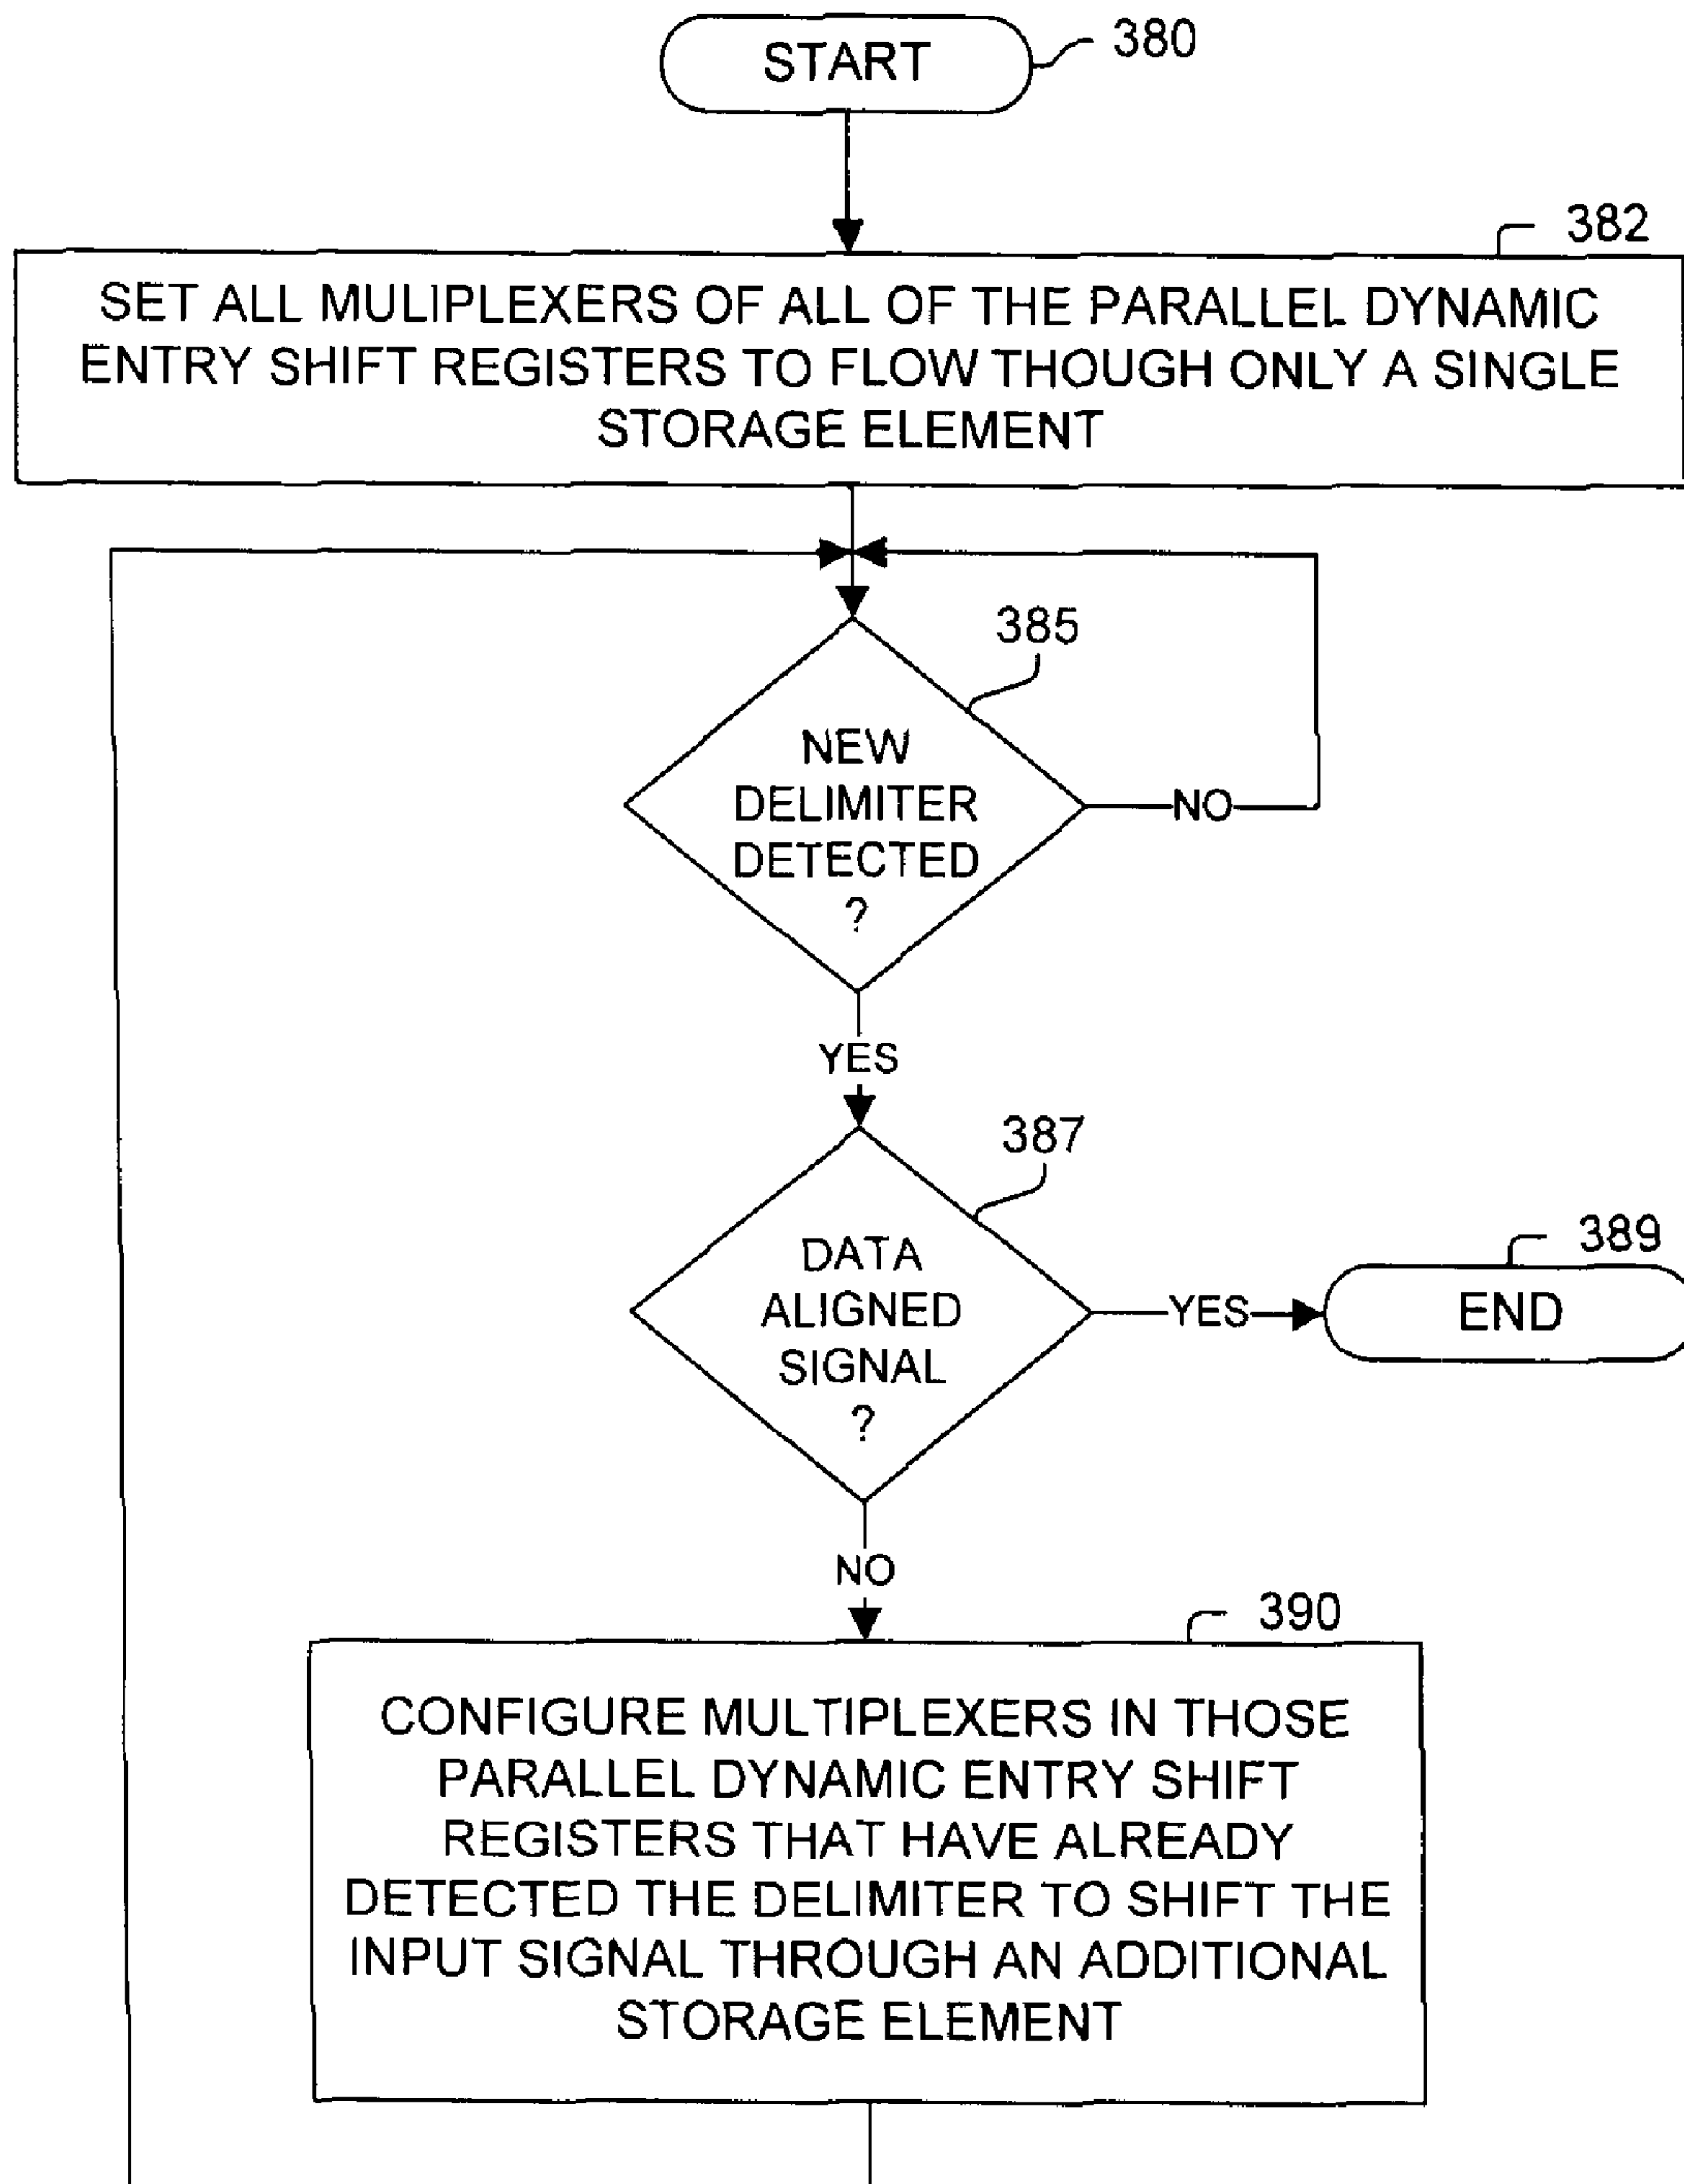 START
380
382
SET ALL MULIPLEXERS OF ALL OF THE PARALLEL DYNAMIC
ENTRY SHIFT REGISTERS TO FLOW THOUGH ONLY A SINGLE
STORAGE ELEMENT
385
NEW
DELIMITER
DETECTED
?
NO
YES
387
DATA
ALIGNED
SIGNAL
?
YES
389
END
NO
390
CONFIGURE MULTIPLEXERS IN THOSE
PARALLEL DYNAMIC ENTRY SHIFT
REGISTERS THAT HAVE ALREADY
DETECTED THE DELIMITER TO SHIFT THE
INPUT SIGNAL THROUGH AN ADDITIONAL
STORAGE ELEMENT